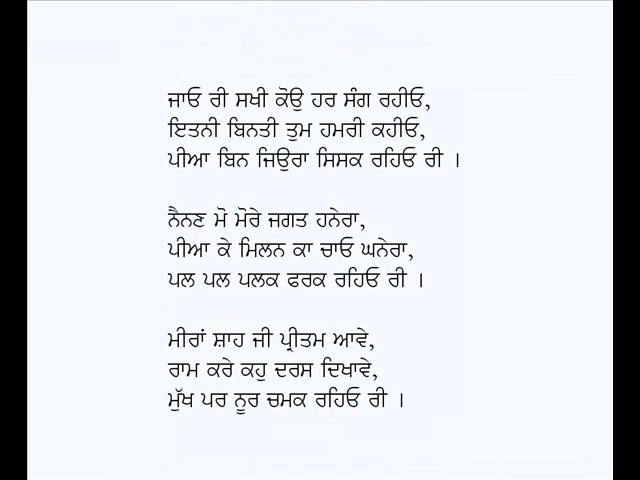 ਜਾਓ ਰੀ ਸਖੀ ਕੋਉ ਹਰ ਸੰਗ ਰਹੀਓ,
ਇਤਨੀ ਬਿਨਤੀ ਤੁਮ ਹਮਰੀ ਕਹੀਓ,
ਪੀਆ ਬਿਨ ਜਿਉਰਾ ਸਿਸਕ ਰਹਿਓ ਰੀ ।
ਨੈਨਣ ਮੋ ਮੋਰੇ ਜਗਤ ਹਨੇਰਾ,
ਪੀਆ ਕੇ ਮਿਲਨ ਕਾ ਚਾਓ ਘਨੇਰਾ,
ਪਲ ਪਲ ਪਲਕ ਫਰਕ ਰਹਿਓ ਰੀ ।
ਮੀਰਾਂ ਸ਼ਾਹ ਜੀ ਪ੍ਰੀਤਮ ਆਵੇ,
ਰਾਮ ਕਰੇ ਕਹੁ ਦਰਸ ਦਿਖਾਵੇ,
ਮੁੱਖ ਪਰ ਨੂਰ ਚਮਕ ਰਹਿਓ ਰੀ ।